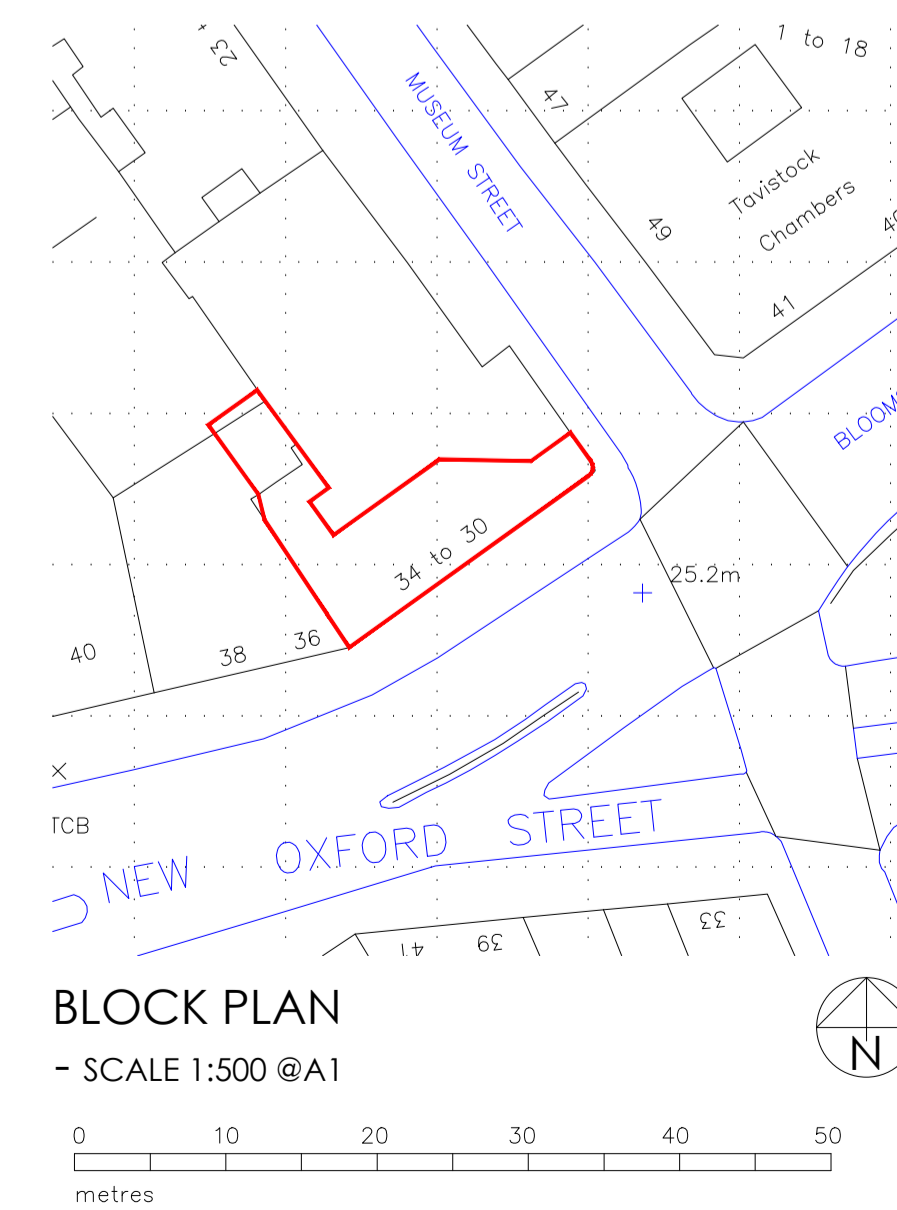 23
1 to 18
47
MUSEUM STREET
Tavistock
Chambers
49
41
34 to 30
25.2m
36
38
40
TCB
NEW OXFORD STREET
41
39
33
BLOCK PLAN
- SCALE 1:500 @A1
N
0 10 20 30 40 50
metres